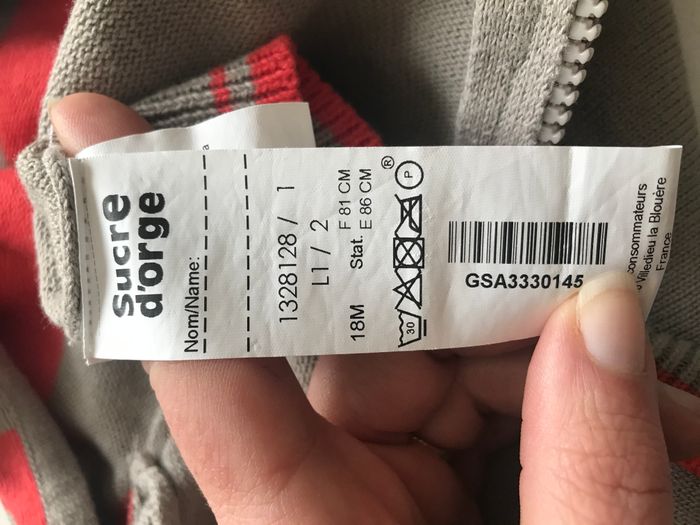 Sucre
d'orge
Nom/Name:
1328128 / 1
L1 / 2
F 81 CM
18M Stat. E 86 CM
®
30
P
GSA3330145
consommateurs
Villedieu la Blouère
France